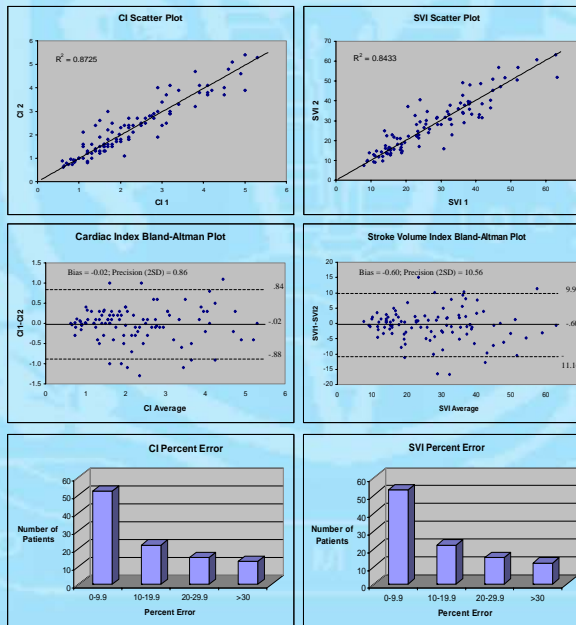 CI Scatter Plot
R² = 0.8725
CI 2
6
5
4
3
2
1
0
0 1 2 3 4 5 6
CI 1
SVI Scatter Plot
R² = 0.8433
SVI 2
70
60
50
40
30
20
10
0
0 10 20 30 40 50 60
SVI 1
Cardiac Index Bland-Altman Plot
Bias = -0.02; Precision (2SD) = 0.86
CI1-CI2
1.5
1.0
0.5
0.0
-0.5
-1.0
-1.5
.84
-.02
-.88
0 1 2 3 4 5
CI Average
Stroke Volume Index Bland-Altman Plot
Bias = -0.60; Precision (2SD) = 10.56
SVI1-SVI2
20
15
10
5
0
-5
-10
-15
-20
9.9
-.60
-
11.1
0 10 20 30 40 50 60
SVI Average
CI Percent Error
Number of
Patients
60
50
40
30
20
10
0
0-9.9 10-19.9 20-29.9 >30
Percent Error
SVI Percent Error
Number of
Patients
60
50
40
30
20
10
0
0-9.9 10-19.9 20-29.9 >30
Percent Error